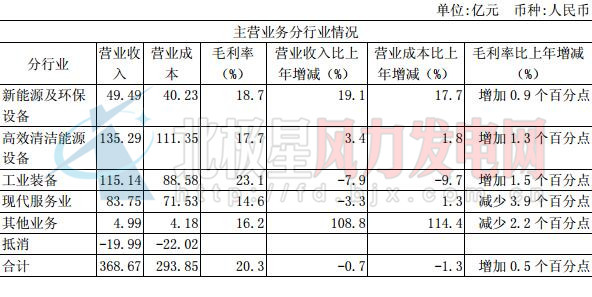 单位:亿元 币种:人民币
主营业务分行业情况
分行业 营业收入 营业成本 毛利率(%) 营业收入比上年增减(%) 营业成本比上年增减(%) 毛利率比上年增减(%)
新能源及环保设备 49.49 40.23 18.7 19.1 17.7 增加 0.9 个百分点
高效清洁能源设备 135.29 111.35 17.7 3.4 1.8 增加 1.3 个百分点
工业装备 115.14 88.58 23.1 -7.9 -9.7 增加 1.5 个百分点
现代服务业 83.75 71.53 14.6 -3.3 1.3 减少 3.9 个百分点
其他业务 4.99 4.18 16.2 108.8 114.4 减少 2.2 个百分点
抵消 -19.99 -22.02
合计 368.67 293.85 20.3 -0.7 -1.3 增加 0.5 个百分点
北极星风力发电网
fd.bjx.com.cn